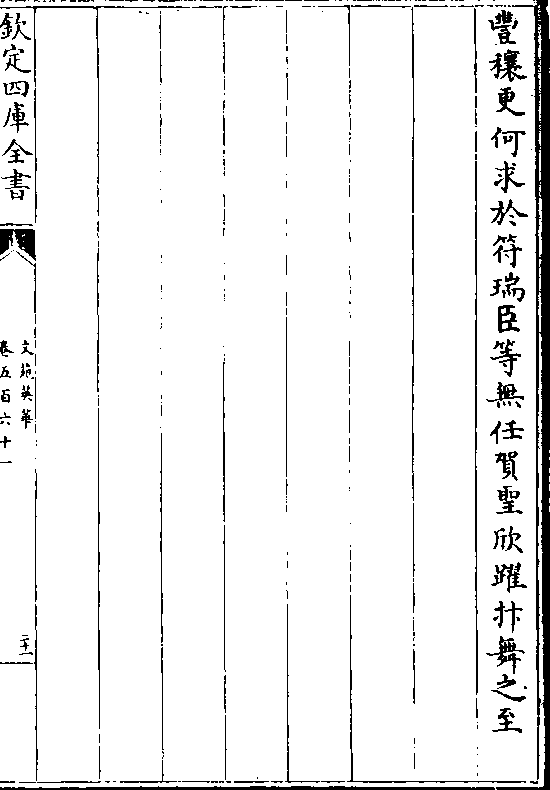 豐穰更何求於符瑞臣等無任賀聖欣躍抃舞之至
欽定四庫全書
文苑英華
卷五百六十一
二十一